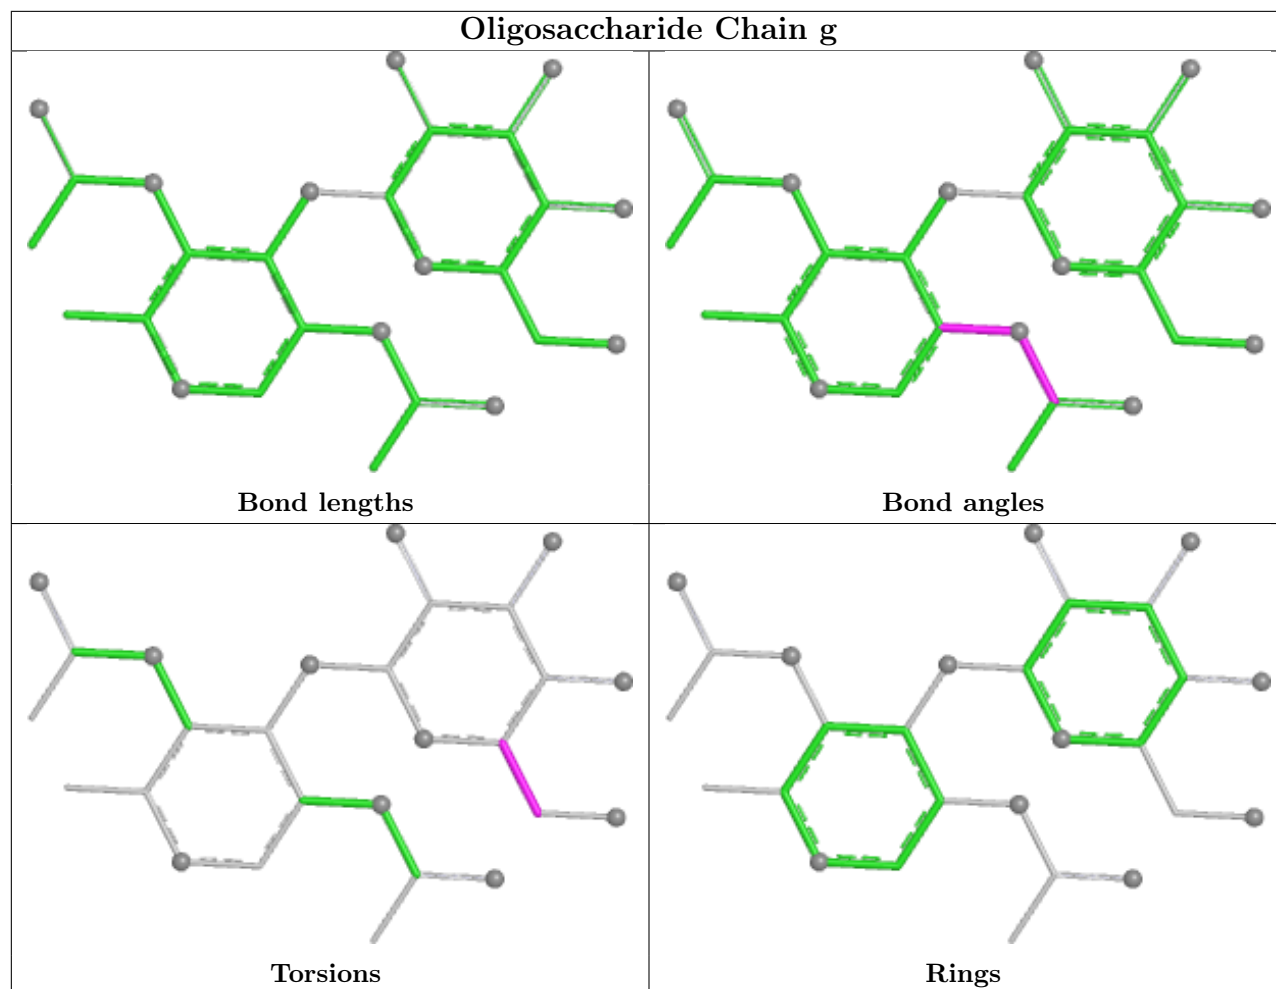 Oligosaccharide Chain g
Bond lengths
Bond angles
Torsions
Rings